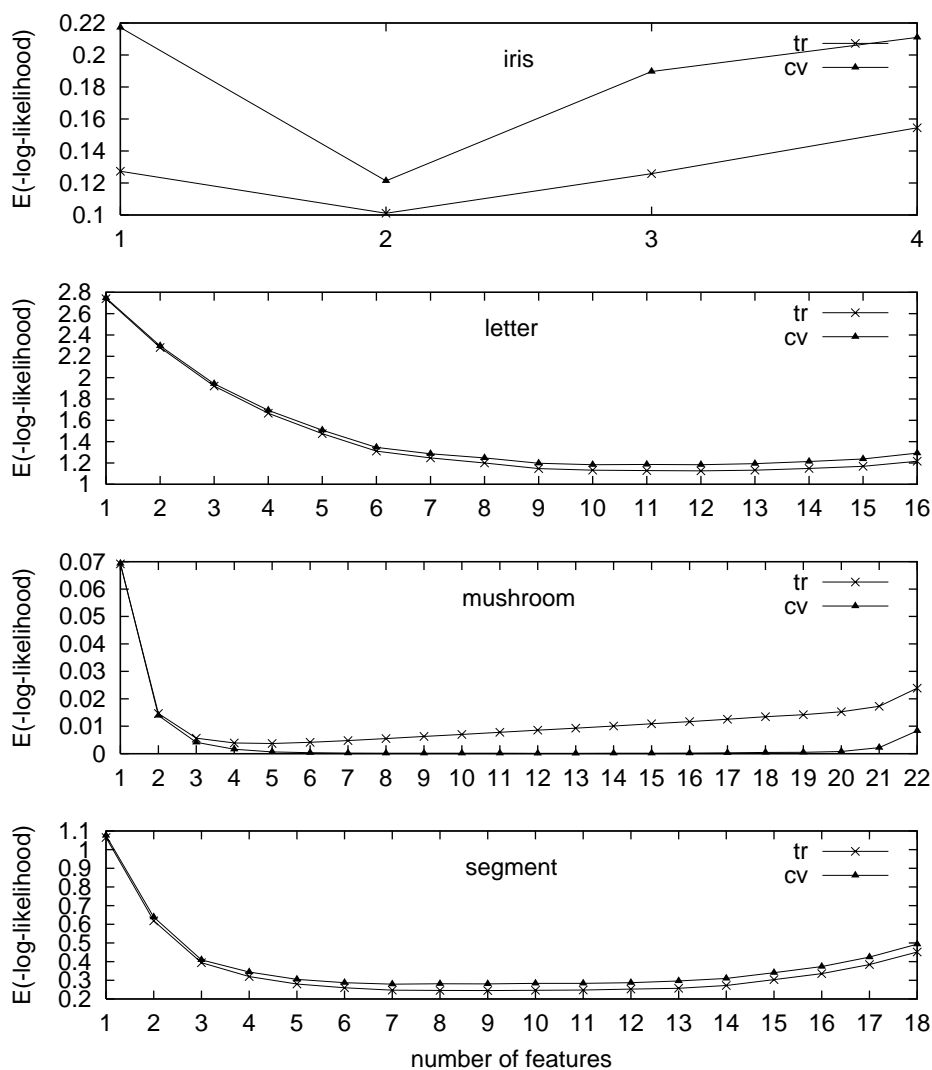 E(-log-likelihood)
0.22
0.2
0.18
0.16
0.14
0.12
0.1
iris
tr
cv
1 2 3 4
E(-log-likelihood)
2.8
2.4
2.2
2
1.8
1.6
1.4
1.2
1
letter
tr
cv
1 2 3 4 5 6 7 8 9 10 11 12 13 14 15 16
E(-log-likelihood)
0.07
0.06
0.05
0.04
0.03
0.02
0.01
0
mushroom
tr
cv
1 2 3 4 5 6 7 8 9 10 11 12 13 14 15 16 17 18 19 20 21 22
E(-log-likelihood)
1.1
1
0.9
0.8
0.7
0.6
0.5
0.4
0.3
0.2
segment
tr
cv
1 2 3 4 5 6 7 8 9 10 11 12 13 14 15 16 17 18
number of features